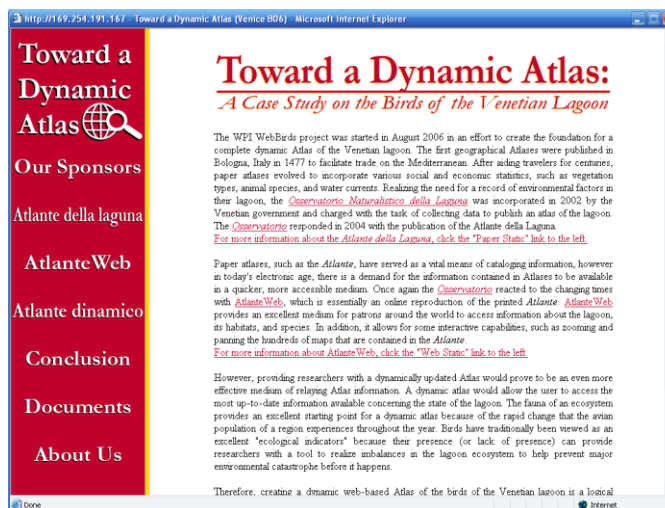 http://169.254.191.167 - Toward a Dynamic Atlas (Venice B06) - Microsoft Internet Explorer
Toward a
Dynamic
Atlas
Our Sponsors
Atlante della laguna
AtlanteWeb
Atlante dinamico
Conclusion
Documents
About Us
Toward a Dynamic Atlas:
A Case Study on the Birds of the Venetian Lagoon
The WPI WebBirds project was started in August 2006 in an effort to create the foundation for a
complete dynamic Atlas of the Venetian lagoon. The first geographical Atlases were published in
Bologna, Italy in 1477 to facilitate trade on the Mediterranean. After aiding travelers for centuries,
paper atlases evolved to incorporate various social and economic statistics, such as vegetation
types, animal species, and water currents. Realizing the need for a record of environmental factors in
their lagoon, the Osservatorio Naturalistico della Laguna was incorporated in 2002 by the
Venetian government and charged with the task of collecting data to publish an atlas of the lagoon.
The Osservatorio responded in 2004 with the publication of the Atlante della Laguna.
For more information about the Atlante della Laguna, click the "Paper Static" link to the left.
Paper atlases, such as the Atlante, have served as a vital means of cataloging information, however
in today's electronic age, there is a demand for the information contained in Atlases to be available
in a quicker, more accessible medium. Once again the Osservatorio reacted to the changing times
with AtlanteWeb, which is essentially an online reproduction of the printed Atlante. AtlanteWeb
provides an excellent medium for patrons around the world to access information about the lagoon,
its habitats, and species. In addition, it allows for some interactive capabilities, such as zooming and
panning the hundreds of maps that are contained in the Atlante.
For more information about AtlanteWeb, click the "Web Static" link to the left.
However, providing researchers with a dynamically updated Atlas would prove to be an even more
effective medium of relaying Atlas information. A dynamic atlas would allow the user to access the
most up-to-date information available concerning the state of the lagoon. The fauna of an ecosystem
provides an excellent starting point for a dynamic atlas because of the rapid change that the avian
population of a region experiences throughout the year. Birds have traditionally been viewed as an
excellent "ecological indicators" because their presence (or lack of presence) can provide
researchers with a tool to realize imbalances in the lagoon ecosystem to help prevent major
environmental catastrophe before it happens.
Therefore, creating a dynamic web-based Atlas of the birds of the Venetian lagoon is a logical
Done
Internet